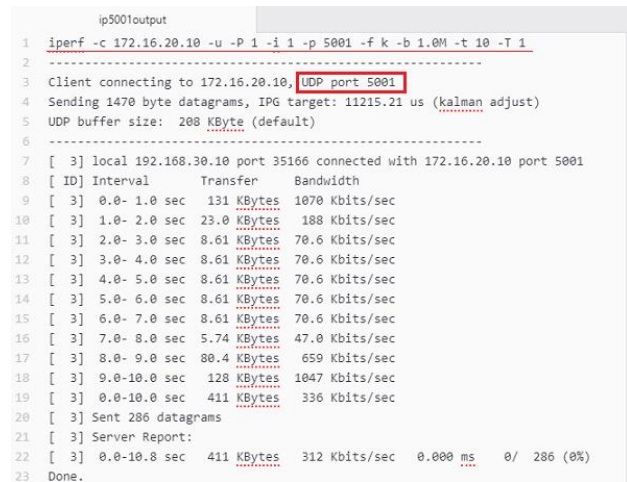 ip5001output
1 iperf -c 172.16.20.10 -u -P 1 -i 1 -p 5001 -f k -b 1.0M -t 10 -T 1
2 ------------------------------------------------------------
3 Client connecting to 172.16.20.10, UDP port 5001
4 Sending 1470 byte datagrams, IPG target: 11215.21 us (kalman adjust)
5 UDP buffer size:  208 KByte (default)
6 ------------------------------------------------------------
7 [  3] local 192.168.30.10 port 35166 connected with 172.16.20.10 port 5001
8 [ ID] Interval       Transfer     Bandwidth
9 [  3]  0.0- 1.0 sec   131 KBytes  1070 Kbits/sec
10 [  3]  1.0- 2.0 sec  23.0 KBytes   188 Kbits/sec
11 [  3]  2.0- 3.0 sec  8.61 KBytes  70.6 Kbits/sec
12 [  3]  3.0- 4.0 sec  8.61 KBytes  70.6 Kbits/sec
13 [  3]  4.0- 5.0 sec  8.61 KBytes  70.6 Kbits/sec
14 [  3]  5.0- 6.0 sec  8.61 KBytes  70.6 Kbits/sec
15 [  3]  6.0- 7.0 sec  8.61 KBytes  70.6 Kbits/sec
16 [  3]  7.0- 8.0 sec  5.74 KBytes  47.0 Kbits/sec
17 [  3]  8.0- 9.0 sec  80.4 KBytes   659 Kbits/sec
18 [  3]  9.0-10.0 sec   128 KBytes  1047 Kbits/sec
19 [  3]  0.0-10.0 sec   411 KBytes   336 Kbits/sec
20 [  3] Sent 286 datagrams
21 [  3] Server Report:
22 [  3]  0.0-10.8 sec   411 KBytes   312 Kbits/sec   0.000 ms    0/  286 (0%)
23 Done.